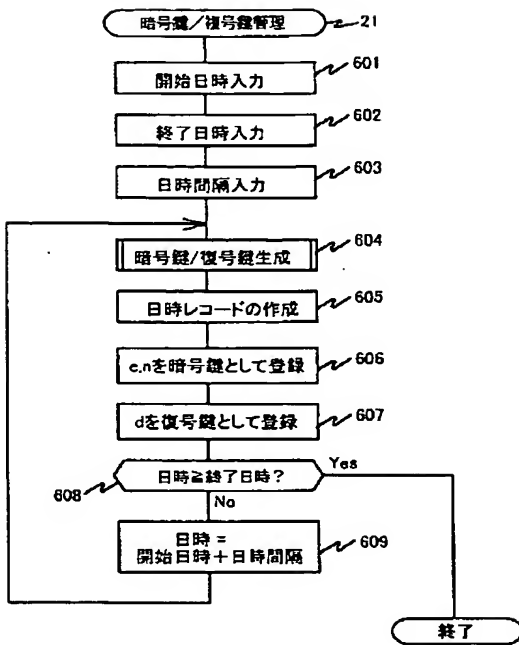 暗号鍵/復号鍵管理
21
開始日時入力
601
終了日時入力
602
日時間隔入力
603
暗号鍵/復号鍵生成
604
日時レコードの作成
605
e,nを暗号鍵として登録
606
dを復号鍵として登録
607
日時≧終了日時?
Yes
608
No
日時=
開始日時+日時間隔
609
終了